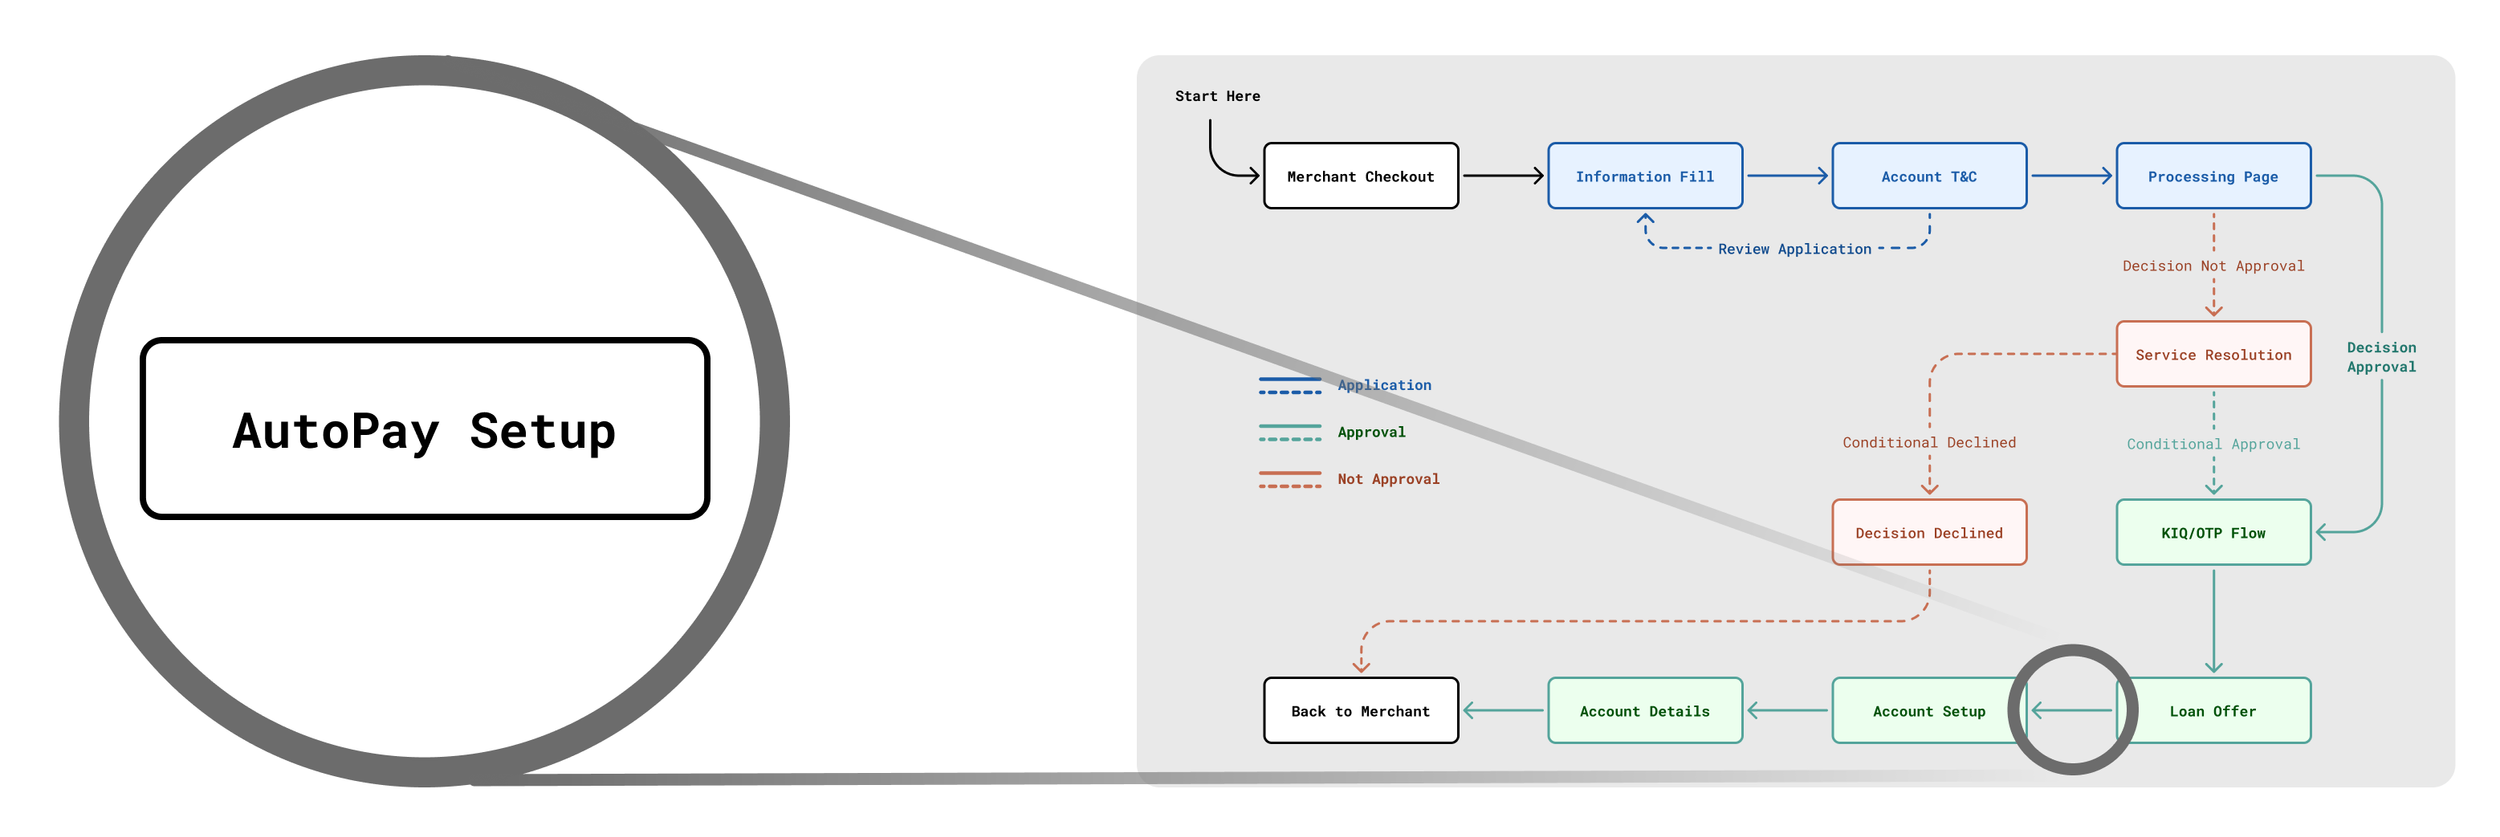 AutoPay Setup
Start Here
Merchant Checkout
Information Fill
Account T&C
Processing Page
Review Application
Decision Not Approval
Service Resolution
Decision
Approval
Application
Approval
Not Approval
Conditional Declined
Conditional Approval
Decision Declined
KIQ/OTP Flow
Back to Merchant
Account Details
Account Setup
Loan Offer